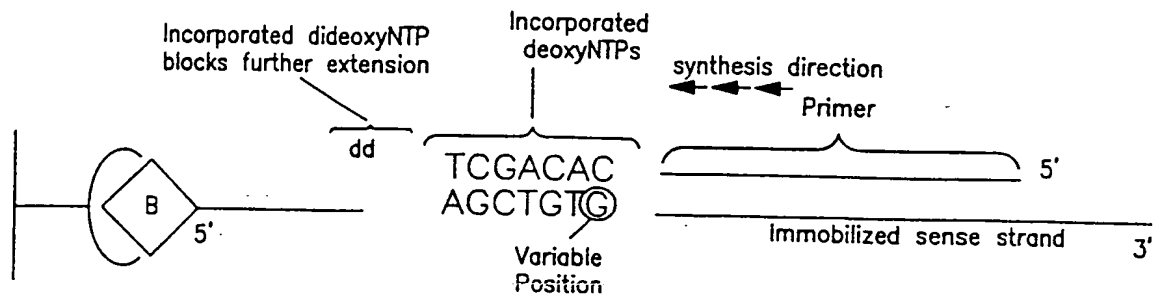 Incorporated dideoxyNTP
blocks further extension
Incorporated
deoxyNTPs
synthesis direction
Primer
dd
TCGACAC
5'
AGCTGTG
B
5'
Immobilized sense strand
3'
Variable
Position